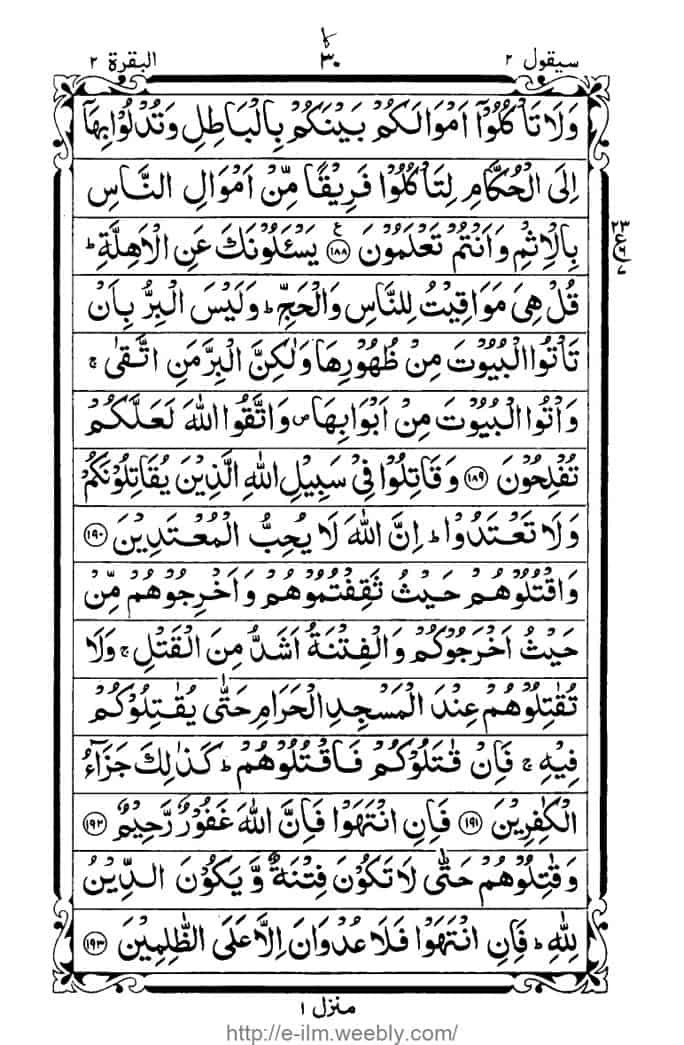 سيقول ٢ ٣٠ البقرة ٢
وَلَا تَأْكُلُوْٓا اَمْوَالَكُمْ بَيْنَكُمْ بِالْبَاطِلِ وَتُدْلُوْا بِهَآ
اِلَى الْحُكَّامِ لِتَأْكُلُوْا فَرِيْقًا مِّنْ اَمْوَالِ النَّاسِ
بِالْاِثْمِ وَاَنْتُمْ تَعْلَمُوْنَ ﴿١٨٨﴾ ع يَسْـَٔلُوْنَكَ عَنِ الْاَهِلَّةِ ؕ
٢٣ ع ٦ ٧
قُلْ هِىَ مَوَاقِيْتُ لِلنَّاسِ وَالْحَجِّ ؕ وَلَيْسَ الْبِرُّ بِاَنْ
تَاْتُوا الْبُيُوْتَ مِنْ ظُهُوْرِهَا وَلٰكِنَّ الْبِرَّ مَنِ اتَّقٰى ۚ
وَاْتُوا الْبُيُوْتَ مِنْ اَبْوَابِهَا ۪ وَاتَّقُوا اللّٰهَ لَعَلَّكُمْ
تُفْلِحُوْنَ ﴿١٨٩﴾ وَقَاتِلُوْا فِىْ سَبِيْلِ اللّٰهِ الَّذِيْنَ يُقَاتِلُوْنَكُمْ
وَلَا تَعْتَدُوْا ؕ اِنَّ اللّٰهَ لَا يُحِبُّ الْمُعْتَدِيْنَ ﴿١٩٠﴾
وَاقْتُلُوْهُمْ حَيْثُ ثَقِفْتُمُوْهُمْ وَاَخْرِجُوْهُمْ مِّنْ
حَيْثُ اَخْرَجُوْكُمْ وَالْفِتْنَةُ اَشَدُّ مِنَ الْقَتْلِ ۚ وَلَا
تُقٰتِلُوْهُمْ عِنْدَ الْمَسْجِدِ الْحَرَامِ حَتّٰى يُقٰتِلُوْكُمْ
فِيْهِ ۚ فَاِنْ قٰتَلُوْكُمْ فَاقْتُلُوْهُمْ ؕ كَذٰلِكَ جَزَآءُ
الْكٰفِرِيْنَ ﴿١٩١﴾ فَاِنِ انْتَهَوْا فَاِنَّ اللّٰهَ غَفُوْرٌ رَّحِيْمٌ ﴿١٩٢﴾
وَقٰتِلُوْهُمْ حَتّٰى لَا تَكُوْنَ فِتْنَةٌ وَّ يَكُوْنَ الدِّيْنُ
لِلّٰهِ ؕ فَاِنِ انْتَهَوْا فَلَا عُدْوَانَ اِلَّا عَلَى الظّٰلِمِيْنَ ﴿١٩٣﴾
منزل ١
http://e-ilm.weebly.com/